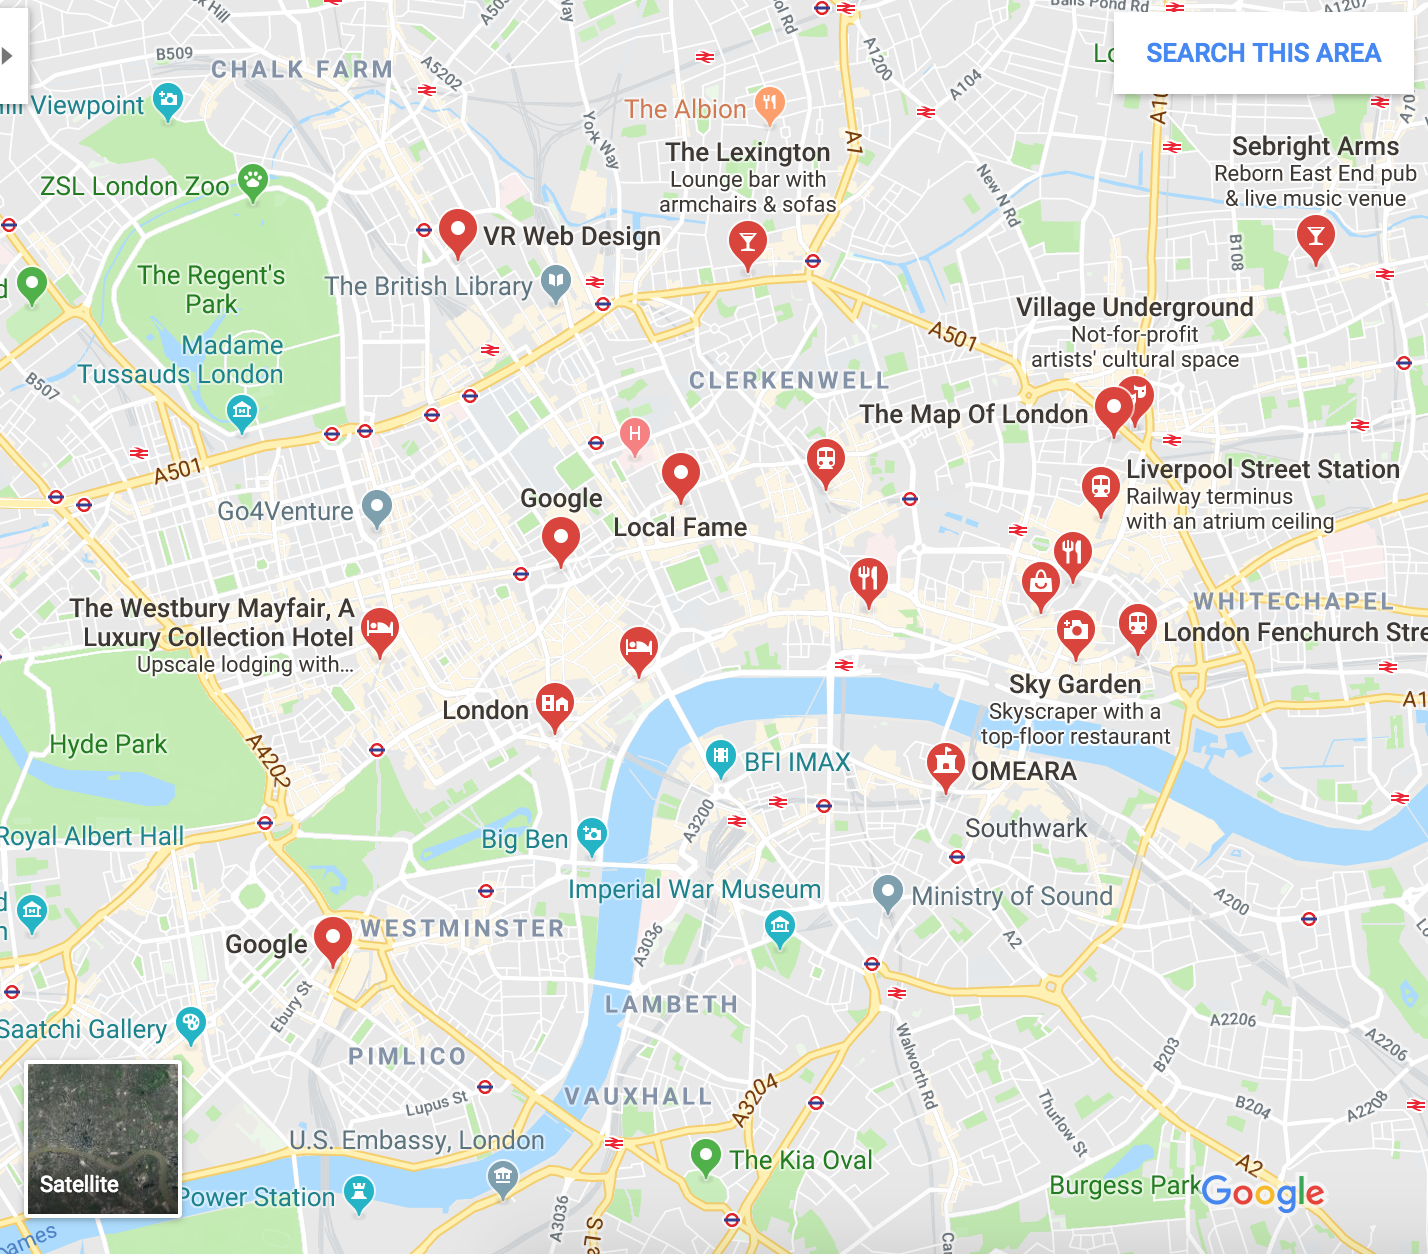 Balls Pond Rd
A1207
B509
CHALK FARM
A5202
A1200
A104
SEARCH THIS AREA
Viewpoint
The Albion
York Way
A1
ZSL London Zoo
The Lexington
Lounge bar with
armchairs & sofas
New N Rd
Sebright Arms
Reborn East End pub
& live music venue
B108
VR Web Design
The British Library
The Regent's
Park
Village Underground
Not-for-profit
artists' cultural space
A501
Madame
Tussauds London
B507
CLERKENWELL
The Map Of London
H
A501
Liverpool Street Station
Railway terminus
with an atrium ceiling
Go4Venture
Google
Local Fame
The Westbury Mayfair, A
Luxury Collection Hotel
Upscale lodging with...
WHITECHAPEL
London Fenchurch Stre
London
Sky Garden
Skyscraper with a
top-floor restaurant
Hyde Park
A4202
BFI IMAX
OMEARA
Royal Albert Hall
Big Ben
A3200
Southwark
Imperial War Museum
Ministry of Sound
A200
Google
WESTMINSTER
A3036
A2
LAMBETH
Ebury St
Saatchi Gallery
PIMLICO
Walworth Rd
A2206
B203
A2206
Lupus St
VAUXHALL
A3204
Thurlow St
B204
A2208
U.S. Embassy, London
The Kia Oval
A2
Satellite
Power Station
Burgess Park
Google
A3036